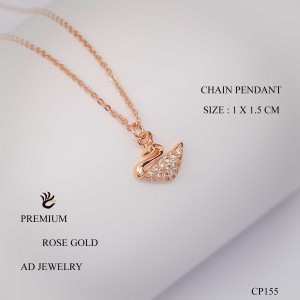 CHAIN PENDANT
SIZE : 1 X 1.5 CM
PREMIUM
ROSE GOLD
AD JEWELRY
CP155